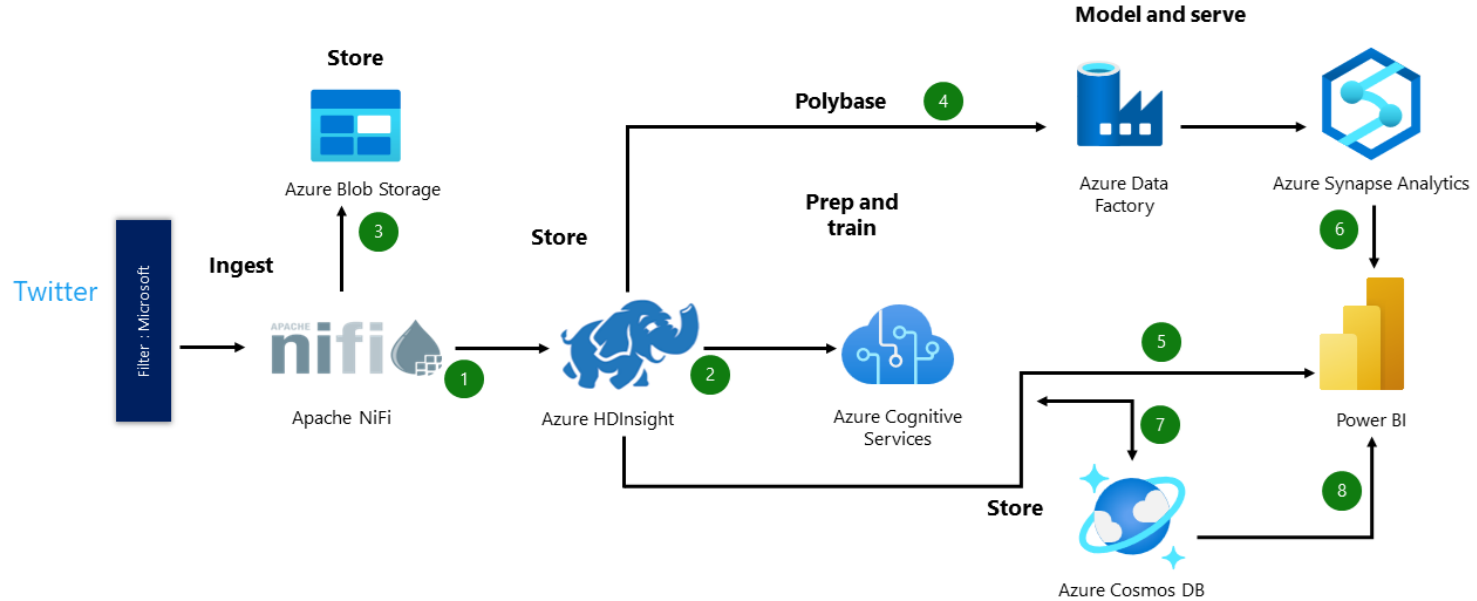 Model and serve
Store
Polybase
4
Azure Blob Storage
Azure Data
Factory
Azure Synapse Analytics
3
Prep and
train
6
Store
Ingest
Twitter
Filter : Microsoft
APACHE
nifi
1
2
5
Apache NiFi
Azure HDInsight
Azure Cognitive
Services
Power BI
7
8
Store
Azure Cosmos DB